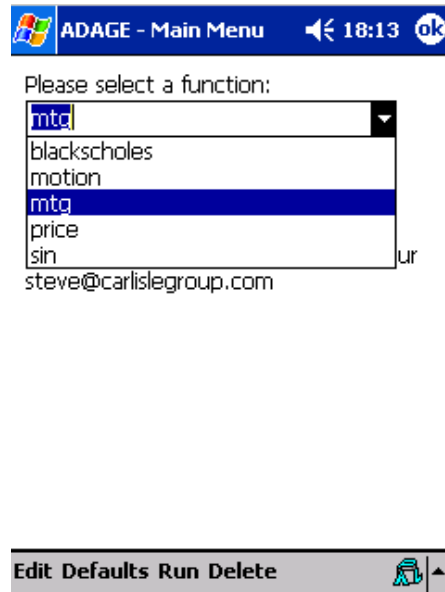 ADAGE - Main Menu 18:13 ok
Please select a function:
mtg
blackscholes
motion
mtg
price
sin
ur
steve@carlislegroup.com
Edit Defaults Run Delete